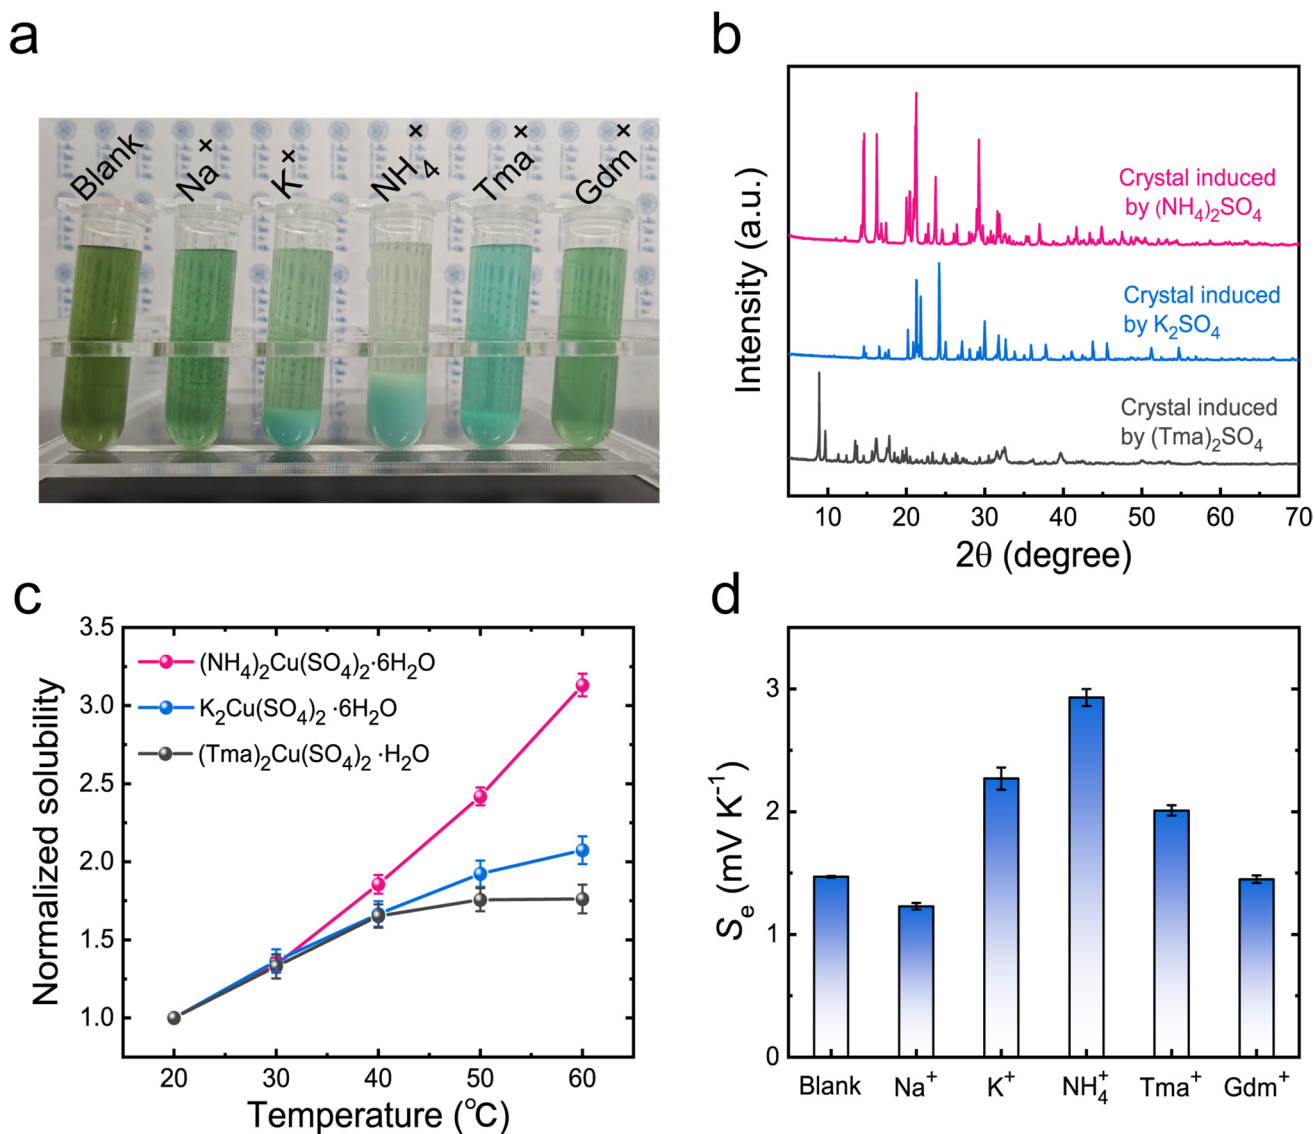 a
Blank
Na⁺
K⁺
NH₄⁺
Tma⁺
Gdm⁺
b
Intensity (a.u.)
Crystal induced
by (NH₄)₂SO₄
Crystal induced
by K₂SO₄
Crystal induced
by (Tma)₂SO₄
10 20 30 40 50 60 70
2θ (degree)
c
Normalized solubility
3.5
3.0
2.5
2.0
1.5
1.0
(NH₄)₂Cu(SO₄)₂·6H₂O
K₂Cu(SO₄)₂ ·6H₂O
(Tma)₂Cu(SO₄)₂ ·H₂O
20 30 40 50 60
Temperature (°C)
d
Sₑ (mV K⁻¹)
3
2
1
0
Blank Na⁺ K⁺ NH₄⁺ Tma⁺ Gdm⁺